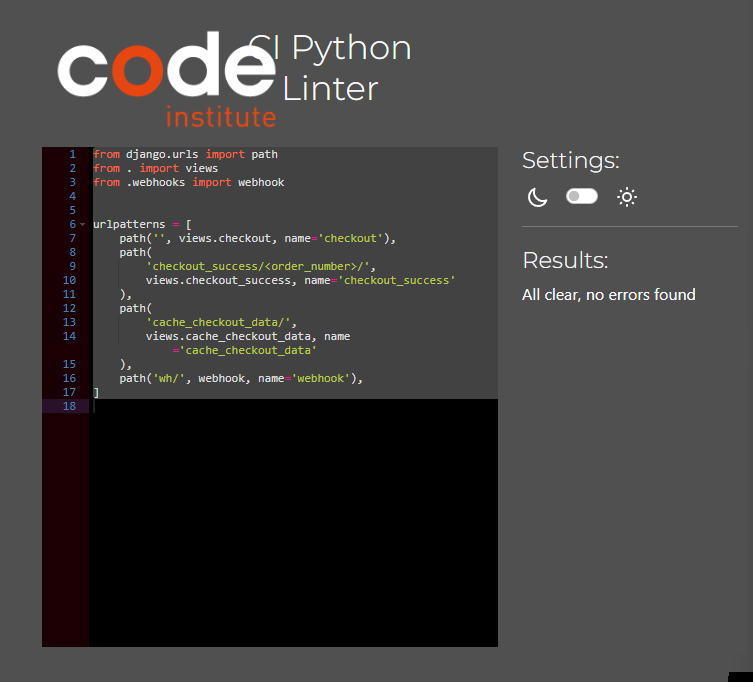 code
institute
CI Python
Linter
1 from django.urls import path
2 from . import views
3 from .webhooks import webhook
4
5
6 urlpatterns = [
7     path('', views.checkout, name='checkout'),
8     path(
9         'checkout_success/<order_number>/',
10         views.checkout_success, name='checkout_success'
11     ),
12     path(
13         'cache_checkout_data/',
14         views.cache_checkout_data, name
            ='cache_checkout_data'
15     ),
16     path('wh/', webhook, name='webhook'),
17 ]
18
Settings:
Results:
All clear, no errors found